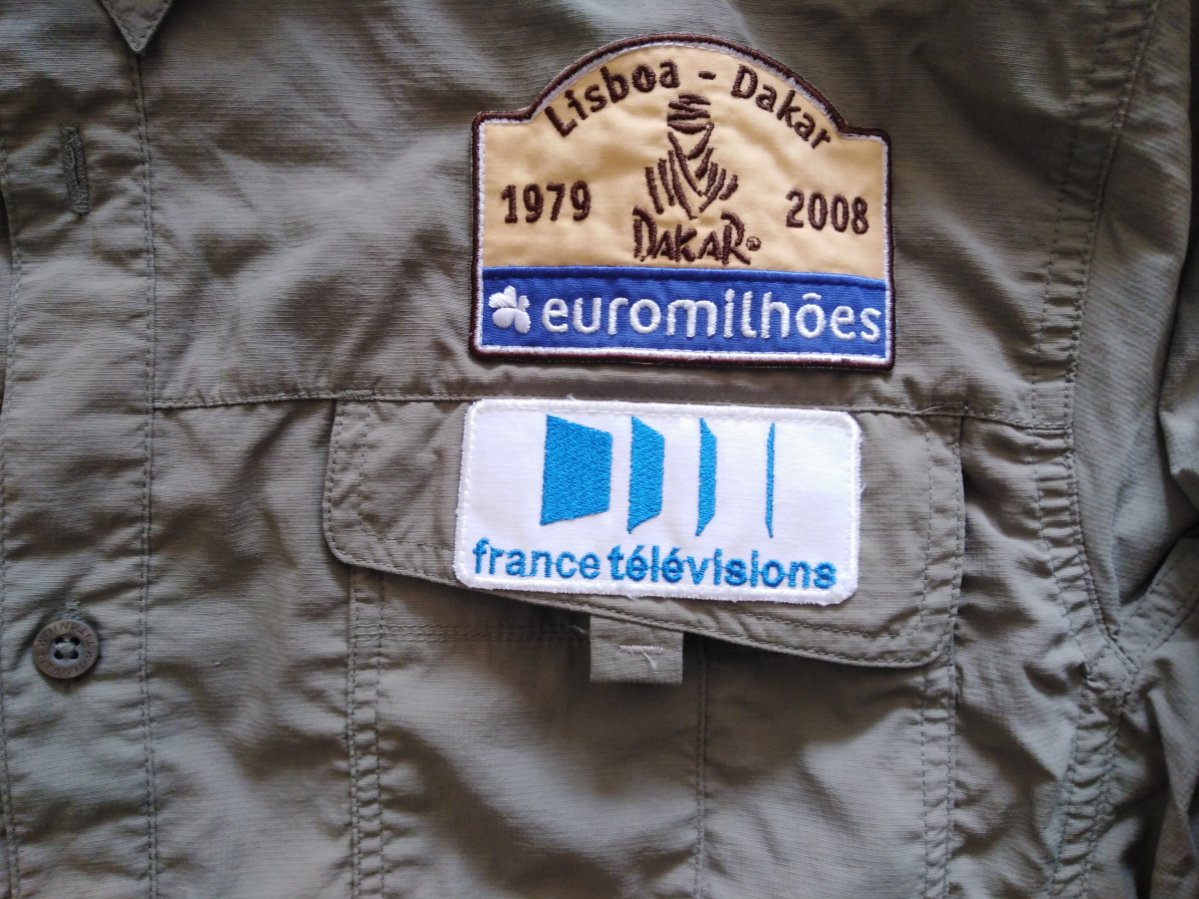 Lisboa - Dakar
1979
2008
DAKAR®
euromilhões
france télévisions